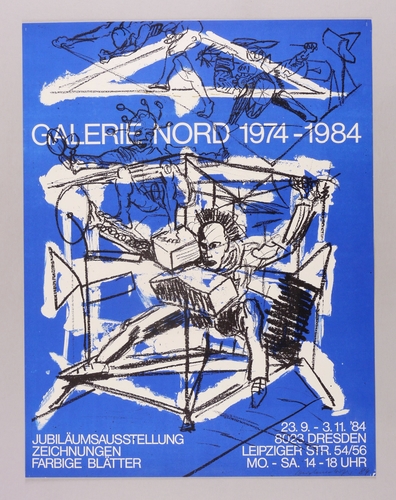 GALERIE NORD 1974-1984
JUBILÄUMSAUSSTELLUNG
ZEICHNUNGEN
FARBIGE BLÄTTER
23.9. - 3.11. '84
8023 DRESDEN
LEIPZIGER STR. 54/56
MO. - SA. 14 - 18 UHR